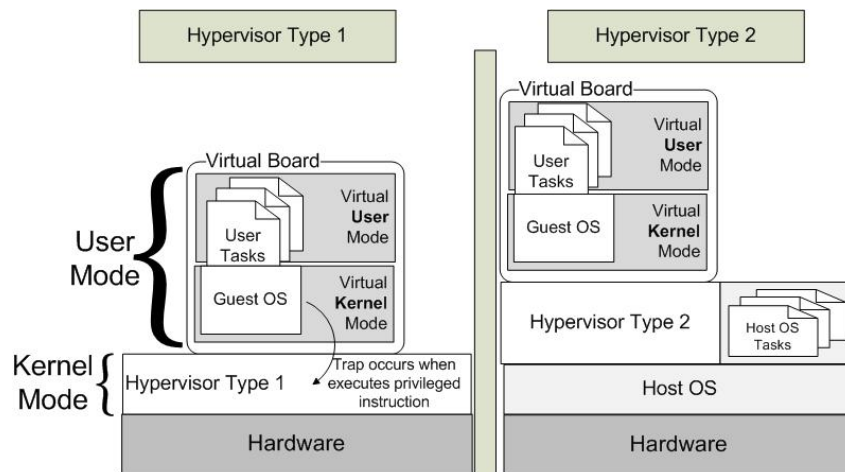 Hypervisor Type 1
Virtual Board
User
Mode
User
Tasks
Virtual
User
Mode
Guest OS
Virtual
Kernel
Mode
Kernel
Mode
Hypervisor Type 1
Trap occurs when
executes privileged
instruction
Hardware
Hypervisor Type 2
Virtual Board
User
Tasks
Virtual
User
Mode
Guest OS
Virtual
Kernel
Mode
Hypervisor Type 2
Host OS
Tasks
Host OS
Hardware